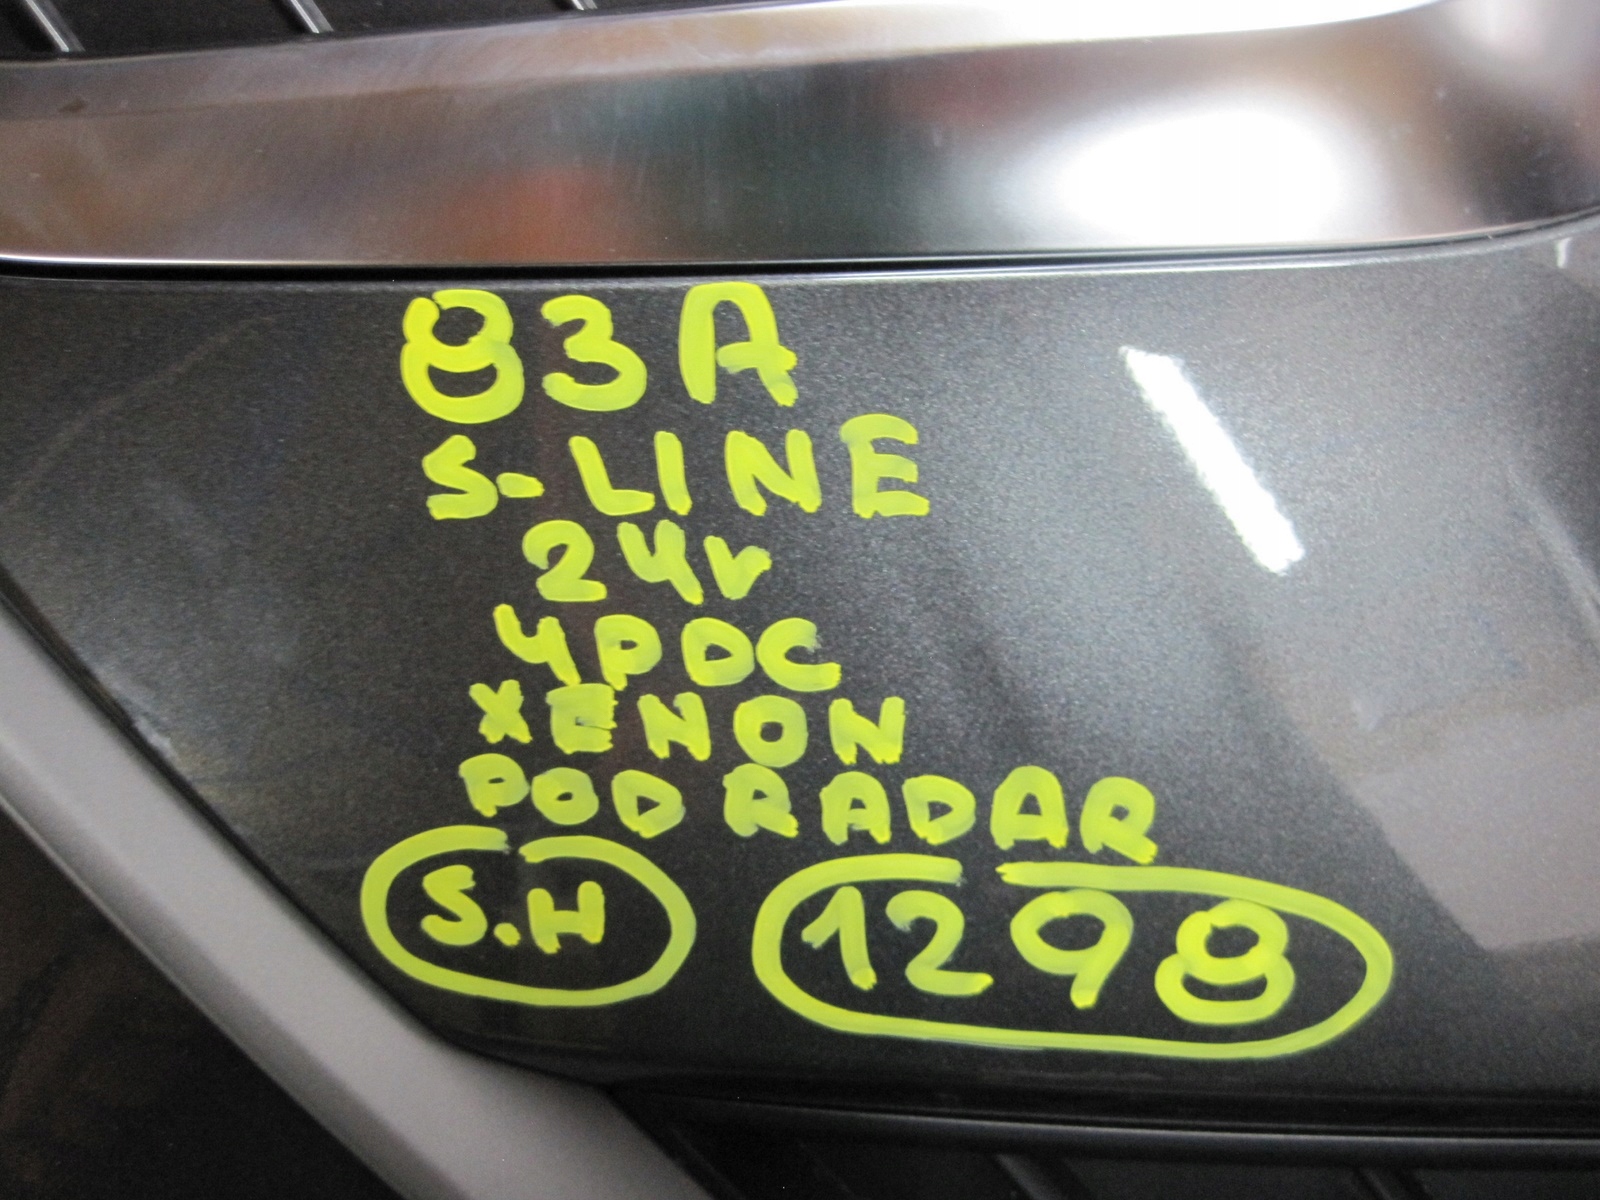 83A
S-LINE
24v
4PDC
XENON
POD RADAR
S.H 1298